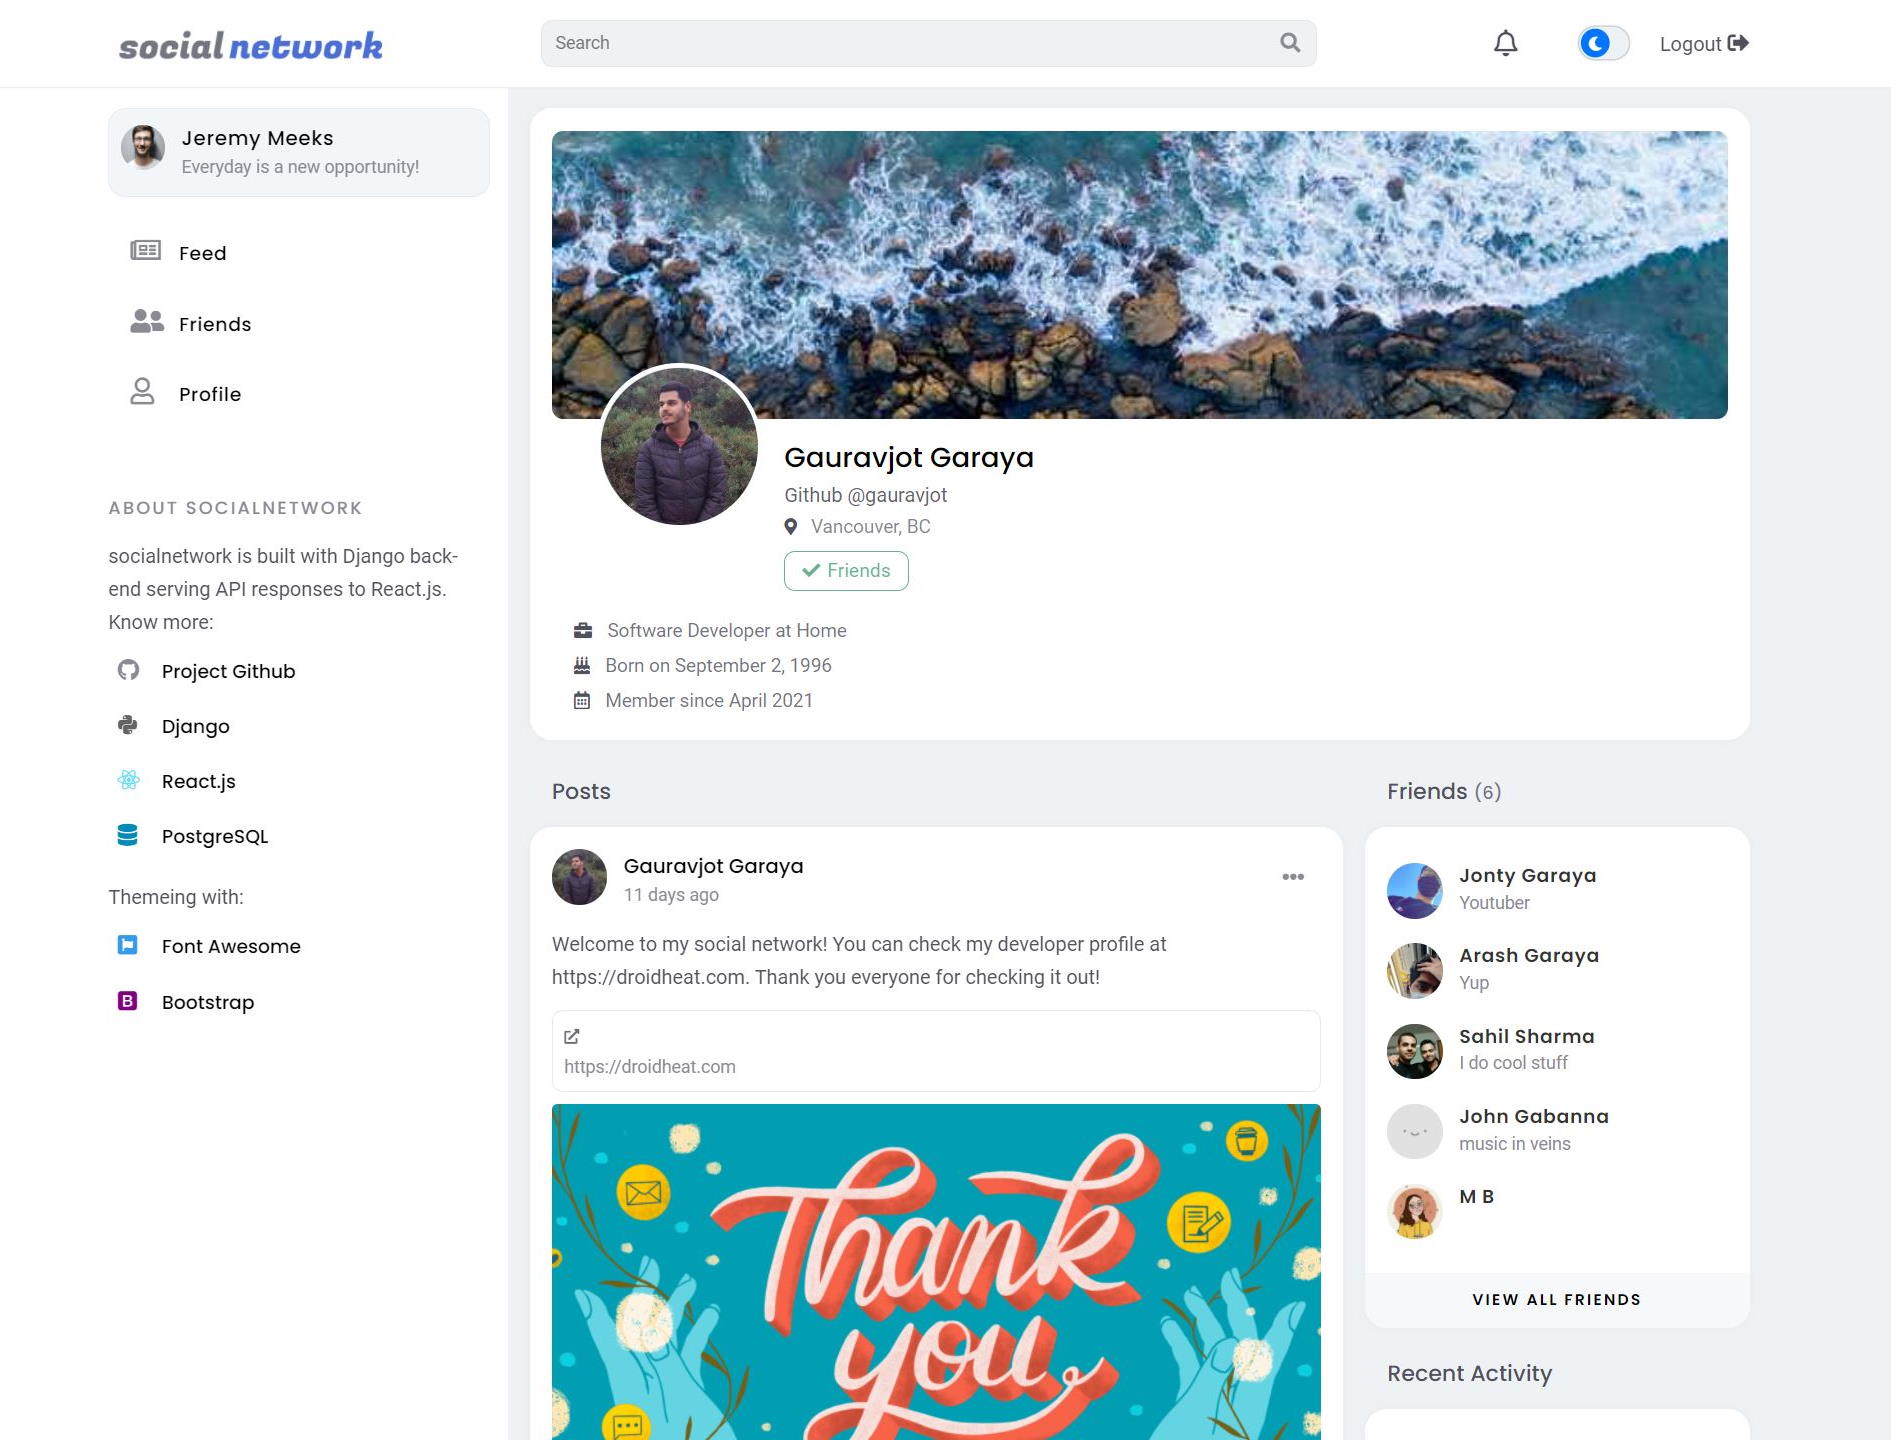 social network
Search
Logout
Jeremy Meeks
Everyday is a new opportunity!
Feed
Friends
Profile
ABOUT SOCIALNETWORK
socialnetwork is built with Django back-
end serving API responses to React.js.
Know more:
Project Github
Django
React.js
PostgreSQL
Themeing with:
Font Awesome
B Bootstrap
Gauravjot Garaya
Github @gauravjot
Vancouver, BC
Friends
Software Developer at Home
Born on September 2, 1996
Member since April 2021
Posts
Gauravjot Garaya
11 days ago
Welcome to my social network! You can check my developer profile at
https://droidheat.com. Thank you everyone for checking it out!
https://droidheat.com
Thank
you
Friends (6)
Jonty Garaya
Youtuber
Arash Garaya
Yup
Sahil Sharma
I do cool stuff
John Gabanna
music in veins
M B
VIEW ALL FRIENDS
Recent Activity